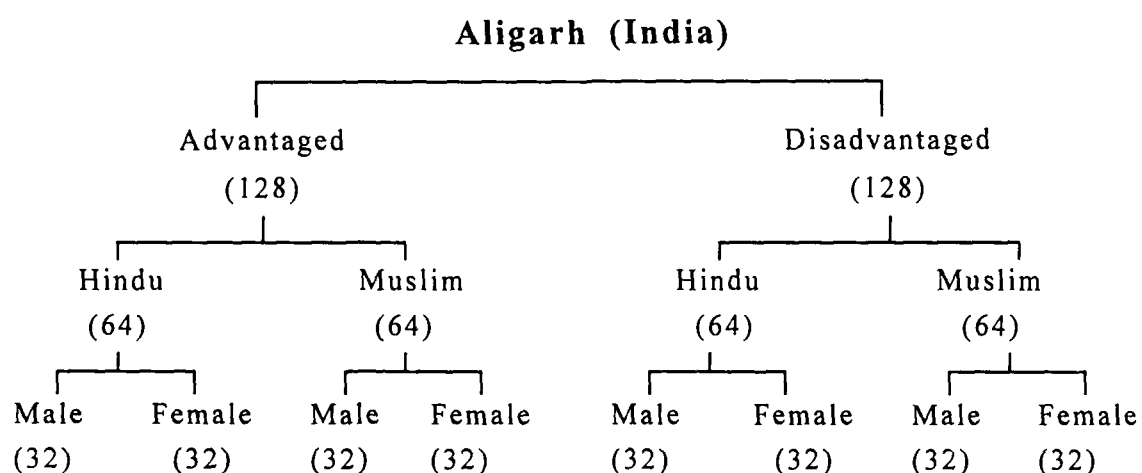 Aligarh (India)
Advantaged Disadvantaged
(128) (128)
Hindu Muslim Hindu Muslim
(64) (64) (64) (64)
Male Female Male Female Male Female Male Female
(32) (32) (32) (32) (32) (32) (32) (32)